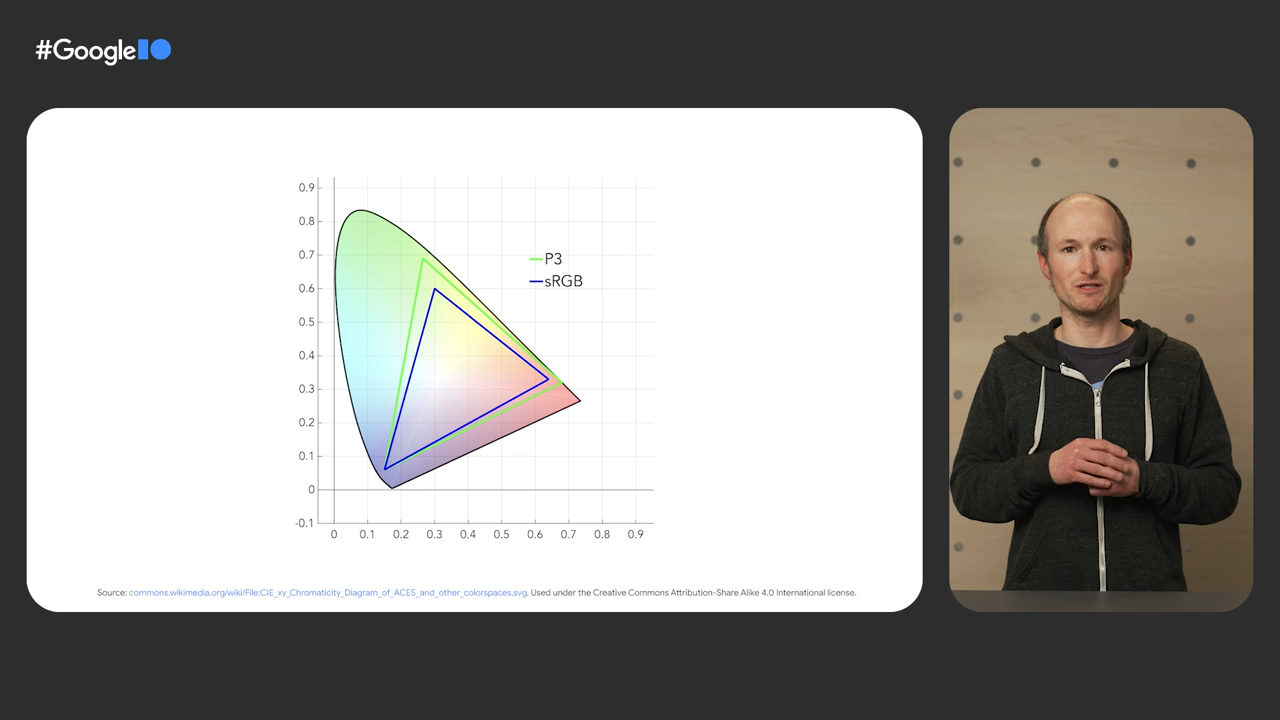 #GoogleIO
0.9
0.8
0.7
P3
sRGB
0.6
0.5
0.4
0.3
0.2
0.1
0
-0.1
0 0.1 0.2 0.3 0.4 0.5 0.6 0.7 0.8 0.9
Source: commons.wikimedia.org/wiki/File:CIE_xy_Chromaticity_Diagram_of_ACES_and_other_colorspaces.svg. Used under the Creative Commons Attribution-Share Alike 4.0 International license.